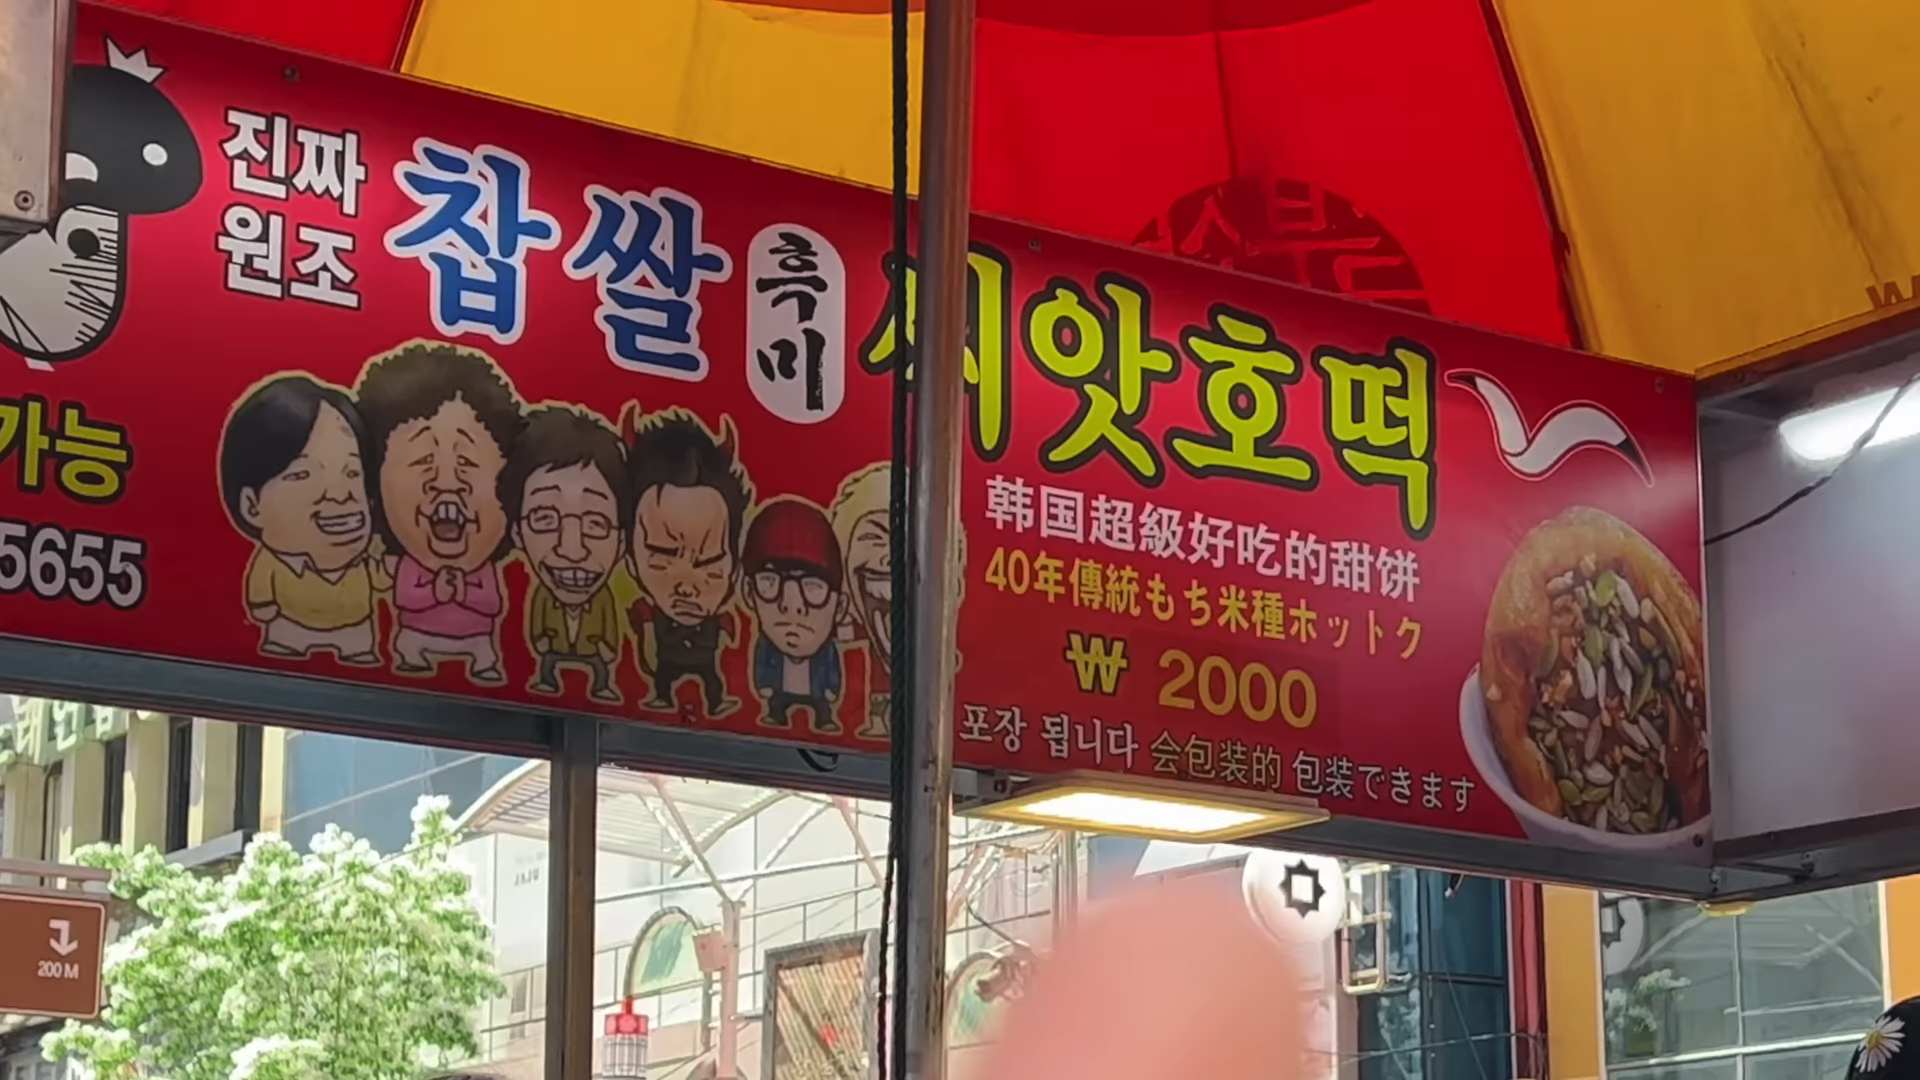 진짜
원조
찹쌀
흑미
씨앗호떡
가능
5655
韩国超級好吃的甜饼
40年傳統もち米種ホットク
₩ 2000
포장 됩니다 会包装的 包装できます
200 M